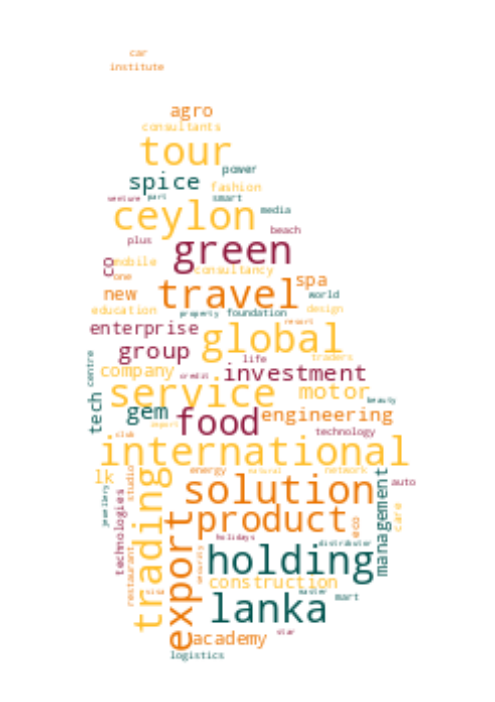 car
institute
agro
consultants
tour
power
spice
fashion
venture
part
smart
ceylon
media
beach
plus
green
co
mobile
consultancy
one
spa
new
travel
world
education
property
foundation
design
resort
enterprise
global
group
life
traders
centre
company
credit
investment
service
motor
beauty
tech
gem
food
engineering
export
club
technology
international
lk
studio
energy
natural
network
auto
jewellery
technologies
trading
solution
management
care
product
eco
export
holidays
distributor
restaurant
security
holding
construction
visa
master
mart
lanka
star
academy
logistics